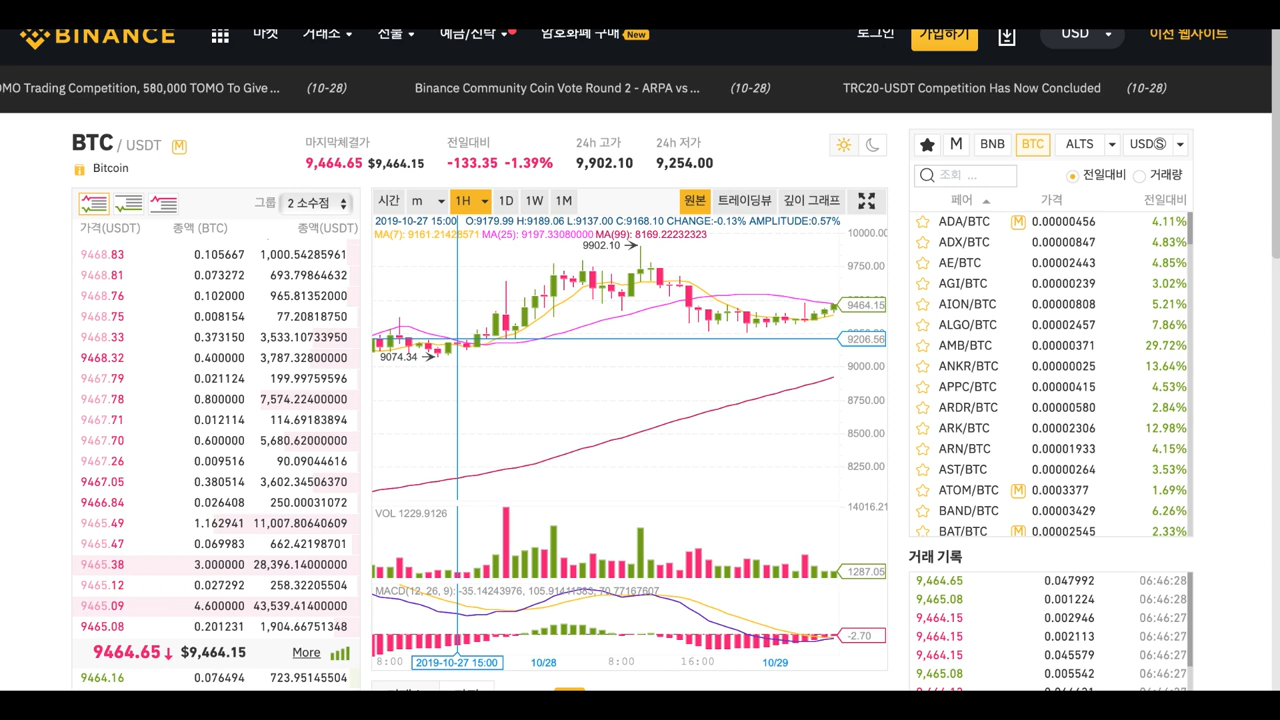 BINANCE 마켓 거래소 선물 예금/신탁 암호화폐 구매 New 로그인 가입하기 USD 이전 웹사이트
OMO Trading Competition, 580,000 TOMO To Give ... (10-28) Binance Community Coin Vote Round 2 - ARPA vs ... (10-28) TRC20-USDT Competition Has Now Concluded (10-28)
BTC / USDT M
Bitcoin
마지막체결가 전일대비 24h 고가 24h 저가
9,464.65 $9,464.15 -133.35 -1.39% 9,902.10 9,254.00
그룹 2 소수점
가격(USDT) 종액 (BTC) 총액(USDT)
9468.83 0.105667 1,000.54285961
9468.81 0.073272 693.79864632
9468.76 0.102000 965.81352000
9468.75 0.008154 77.20818750
9468.33 0.373150 3,533.10733950
9468.32 0.400000 3,787.32800000
9467.79 0.021124 199.99759596
9467.78 0.800000 7,574.22400000
9467.71 0.012114 114.69183894
9467.70 0.600000 5,680.62000000
9467.26 0.009516 90.09094416
9467.05 0.380514 3,602.34506370
9466.84 0.026408 250.00031072
9465.49 1.162941 11,007.80640609
9465.47 0.069983 662.42198701
9465.38 3.000000 28,396.14000000
9465.12 0.027292 258.32205504
9465.09 4.600000 43,539.41400000
9465.08 0.201231 1,904.66751348
9464.65↓ $9,464.15 More
9464.16 0.076494 723.95145504
시간 m 1H 1D 1W 1M 원본 트레이딩뷰 깊이 그래프
2019-10-27 15:00 O:9179.99 H:9189.06 L:9137.00 C:9168.10 CHANGE:-0.13% AMPLITUDE:0.57%
MA(7): 9161.21428571 MA(25): 9197.33080000 MA(99): 8169.22232323
10000.00
9902.10
9750.00
9464.15
9206.56
9074.34
9000.00
8750.00
8500.00
8250.00
VOL 1229.9126
14016.21
1287.05
MACD(12, 26, 9): -35.14243976, 105.91411583, 70.77167607
-2.70
8:00 2019-10-27 15:00 10/28 8:00 16:00 10/29
M BNB BTC ALTS USDⓈ
조회 ... 전일대비 거래량
페어 가격 전일대비
ADA/BTC M 0.00000456 4.11%
ADX/BTC 0.00000847 4.83%
AE/BTC 0.00002443 4.85%
AGI/BTC 0.00000239 3.02%
AION/BTC 0.00000808 5.21%
ALGO/BTC 0.00002457 7.86%
AMB/BTC 0.00000371 29.72%
ANKR/BTC 0.00000025 13.64%
APPC/BTC 0.00000415 4.53%
ARDR/BTC 0.00000580 2.84%
ARK/BTC 0.00002306 12.98%
ARN/BTC 0.00001933 4.15%
AST/BTC 0.00000264 3.53%
ATOM/BTC M 0.0003377 1.69%
BAND/BTC 0.00003429 6.26%
BAT/BTC M 0.00002545 2.33%
거래 기록
9,464.65 0.047992 06:46:28
9,465.08 0.001224 06:46:28
9,464.15 0.002946 06:46:28
9,464.15 0.002113 06:46:28
9,464.15 0.045579 06:46:27
9,465.08 0.005542 06:46:27